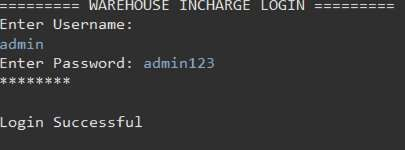 ========= WAREHOUSE INCHARGE LOGIN =========
Enter Username:
admin
Enter Password: admin123
********
Login Successful